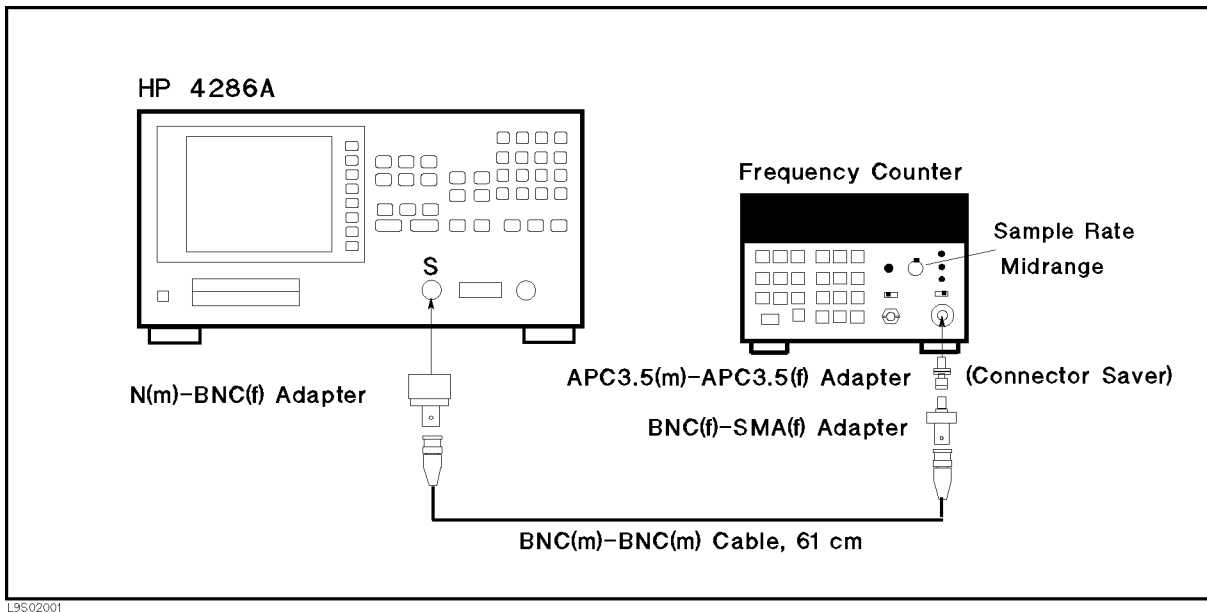 HP 4286A
Frequency Counter
Sample Rate
Midrange
S
APC3.5(m)-APC3.5(f) Adapter
(Connector Saver)
N(m)-BNC(f) Adapter
BNC(f)-SMA(f) Adapter
BNC(m)-BNC(m) Cable, 61 cm
L9S02001